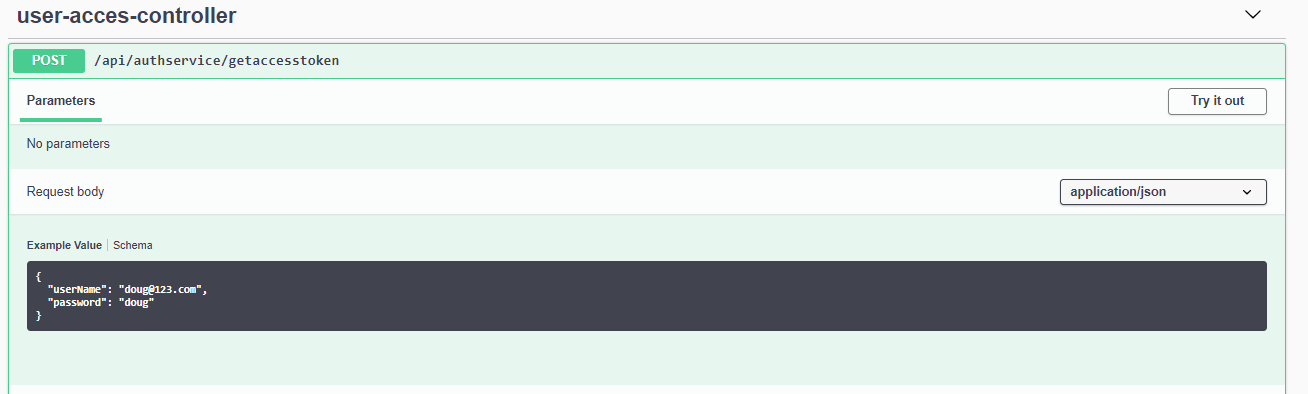 user-acces-controller
POST /api/authservice/getaccesstoken
Parameters
Try it out
No parameters
Request body
application/json
Example Value | Schema
{
  "userName": "doug@123.com",
  "password": "doug"
}